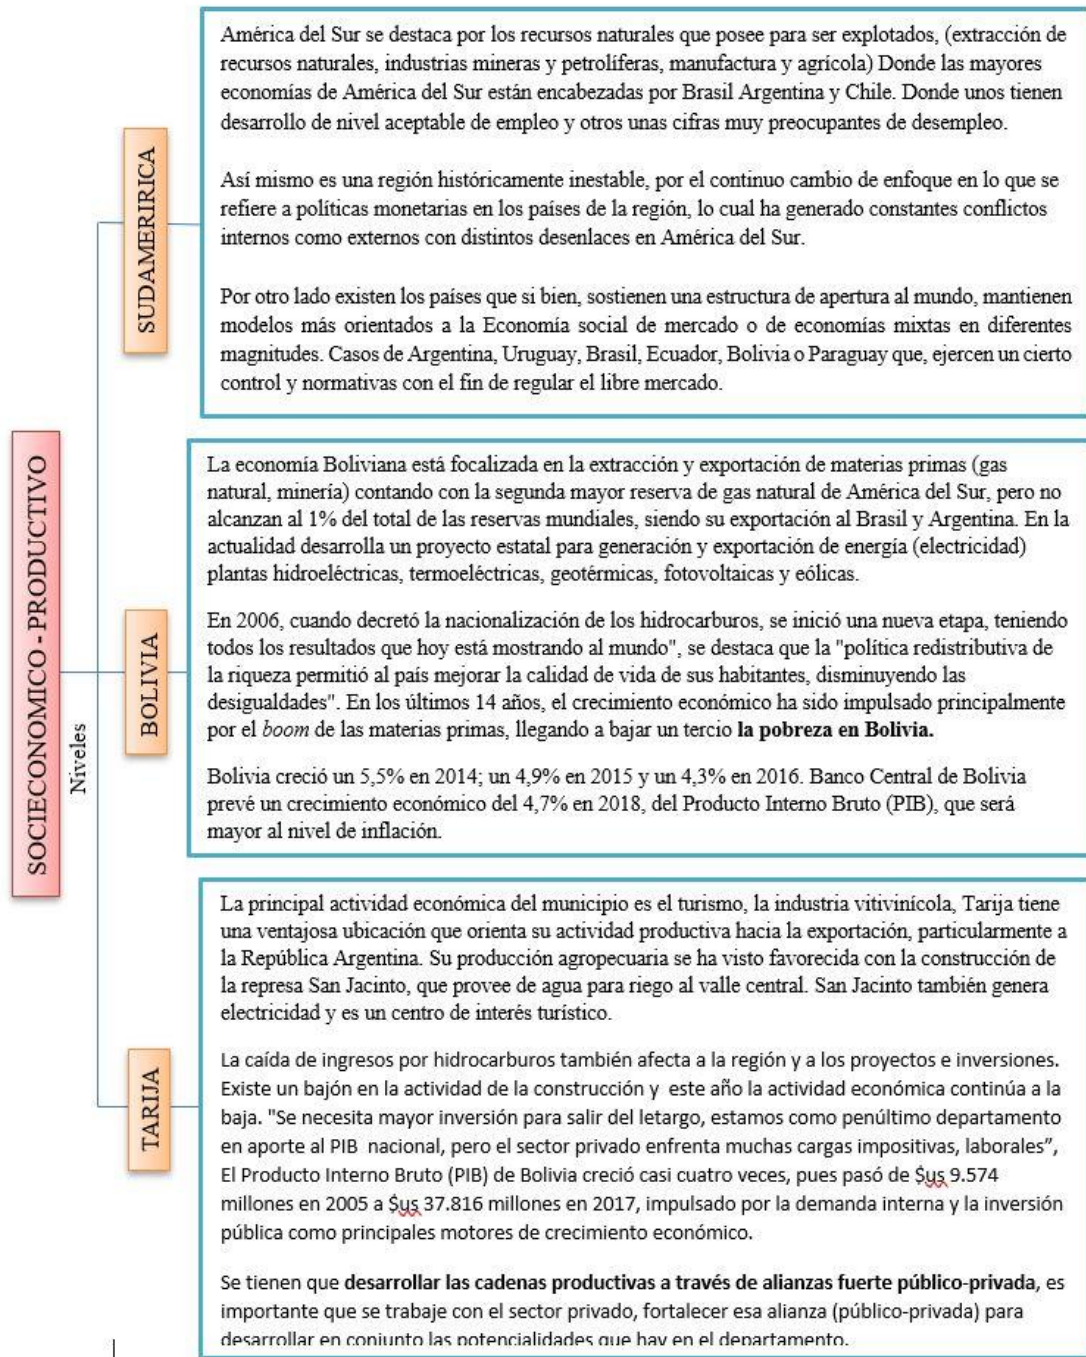 SOCIECONOMICO - PRODUCTIVO
Niveles
SUDAMERIRICA
América del Sur se destaca por los recursos naturales que posee para ser explotados, (extracción de
recursos naturales, industrias mineras y petrolíferas, manufactura y agrícola) Donde las mayores
economías de América del Sur están encabezadas por Brasil Argentina y Chile. Donde unos tienen
desarrollo de nivel aceptable de empleo y otros unas cifras muy preocupantes de desempleo.
Así mismo es una región históricamente inestable, por el continuo cambio de enfoque en lo que se
refiere a políticas monetarias en los países de la región, lo cual ha generado constantes conflictos
internos como externos con distintos desenlaces en América del Sur.
Por otro lado existen los países que si bien, sostienen una estructura de apertura al mundo, mantienen
modelos más orientados a la Economía social de mercado o de economías mixtas en diferentes
magnitudes. Casos de Argentina, Uruguay, Brasil, Ecuador, Bolivia o Paraguay que, ejercen un cierto
control y normativas con el fin de regular el libre mercado.
BOLIVIA
La economía Boliviana está focalizada en la extracción y exportación de materias primas (gas
natural, minería) contando con la segunda mayor reserva de gas natural de América del Sur, pero no
alcanzan al 1% del total de las reservas mundiales, siendo su exportación al Brasil y Argentina. En la
actualidad desarrolla un proyecto estatal para generación y exportación de energía (electricidad)
plantas hidroeléctricas, termoeléctricas, geotérmicas, fotovoltaicas y eólicas.
En 2006, cuando decretó la nacionalización de los hidrocarburos, se inició una nueva etapa, teniendo
todos los resultados que hoy está mostrando al mundo", se destaca que la "política redistributiva de
la riqueza permitió al país mejorar la calidad de vida de sus habitantes, disminuyendo las
desigualdades". En los últimos 14 años, el crecimiento económico ha sido impulsado principalmente
por el boom de las materias primas, llegando a bajar un tercio la pobreza en Bolivia.
Bolivia creció un 5,5% en 2014; un 4,9% en 2015 y un 4,3% en 2016. Banco Central de Bolivia
prevé un crecimiento económico del 4,7% en 2018, del Producto Interno Bruto (PIB), que será
mayor al nivel de inflación.
TARIJA
La principal actividad económica del municipio es el turismo, la industria vitivinícola, Tarija tiene
una ventajosa ubicación que orienta su actividad productiva hacia la exportación, particularmente a
la República Argentina. Su producción agropecuaria se ha visto favorecida con la construcción de
la represa San Jacinto, que provee de agua para riego al valle central. San Jacinto también genera
electricidad y es un centro de interés turístico.
La caída de ingresos por hidrocarburos también afecta a la región y a los proyectos e inversiones.
Existe un bajón en la actividad de la construcción y este año la actividad económica continúa a la
baja. "Se necesita mayor inversión para salir del letargo, estamos como penúltimo departamento
en aporte al PIB nacional, pero el sector privado enfrenta muchas cargas impositivas, laborales”,
El Producto Interno Bruto (PIB) de Bolivia creció casi cuatro veces, pues pasó de $us 9.574
millones en 2005 a $us 37.816 millones en 2017, impulsado por la demanda interna y la inversión
pública como principales motores de crecimiento económico.
Se tienen que desarrollar las cadenas productivas a través de alianzas fuerte público-privada, es
importante que se trabaje con el sector privado, fortalecer esa alianza (público-privada) para
desarrollar en conjunto las potencialidades que hay en el departamento.